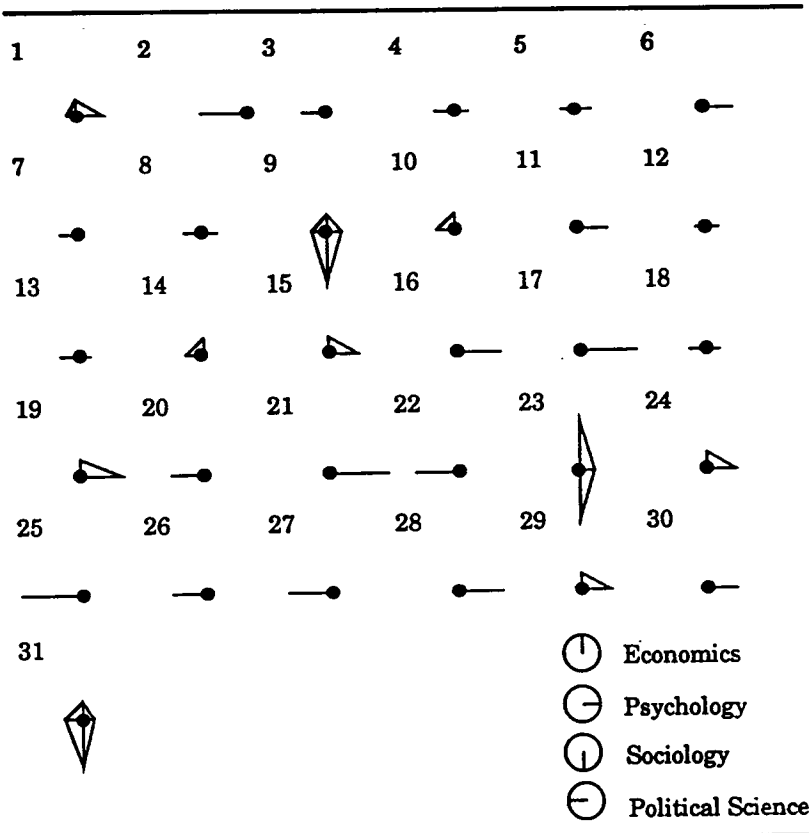 1 2 3 4 5 6
7 8 9 10 11 12
13 14 15 16 17 18
19 20 21 22 23 24
25 26 27 28 29 30
31
Economics
Psychology
Sociology
Political Science